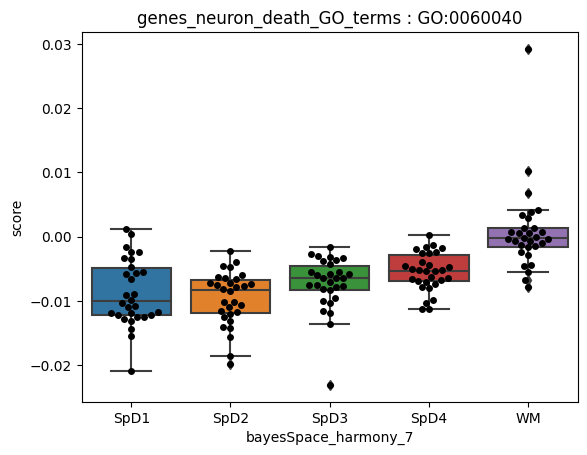 genes_neuron_death_GO_terms : GO:0060040
0.03
0.02
0.01
0.00
−0.01
−0.02
score
SpD1 SpD2 SpD3 SpD4 WM
bayesSpace_harmony_7